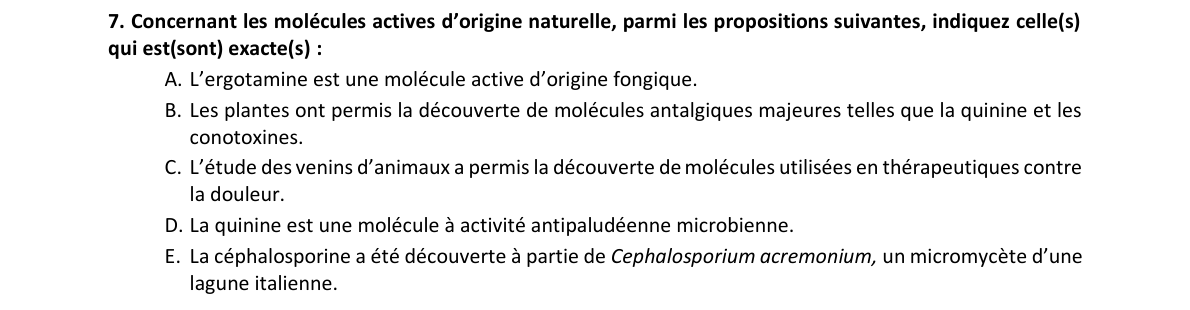 7. Concernant les molécules actives d’origine naturelle, parmi les propositions suivantes, indiquez celle(s)
qui est(sont) exacte(s) :
A. L’ergotamine est une molécule active d’origine fongique.
B. Les plantes ont permis la découverte de molécules antalgiques majeures telles que la quinine et les
conotoxines.
C. L’étude des venins d’animaux a permis la découverte de molécules utilisées en thérapeutiques contre
la douleur.
D. La quinine est une molécule à activité antipaludéenne microbienne.
E. La céphalosporine a été découverte à partie de Cephalosporium acremonium, un micromycète d’une
lagune italienne.